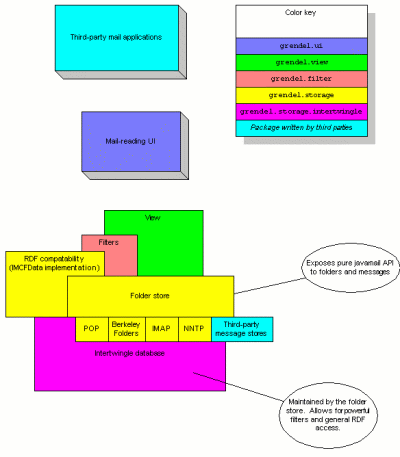 Third-party mail applications
Color key
grendel.ui
grendel.view
grendel.filter
grendel.storage
grendel.storage.intertwingle
Package written by third paties
Mail-reading UI
View
Filters
RDF compatability
(IMCFData implementation)
Exposes pure javamail API
to folders and messages
Folder store
POP
Berkeley
Folders
IMAP
NNTP
Third-party
message stores
Intertwingle database
Maintained by the folder
store. Allows forpowerful
filters and general RDF
access.